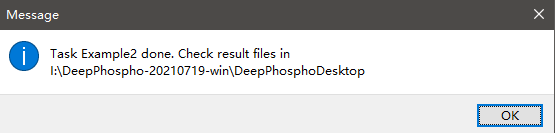 Message
Task Example2 done. Check result files in
I:\DeepPhospho-20210719-win\DeepPhosphoDesktop
OK